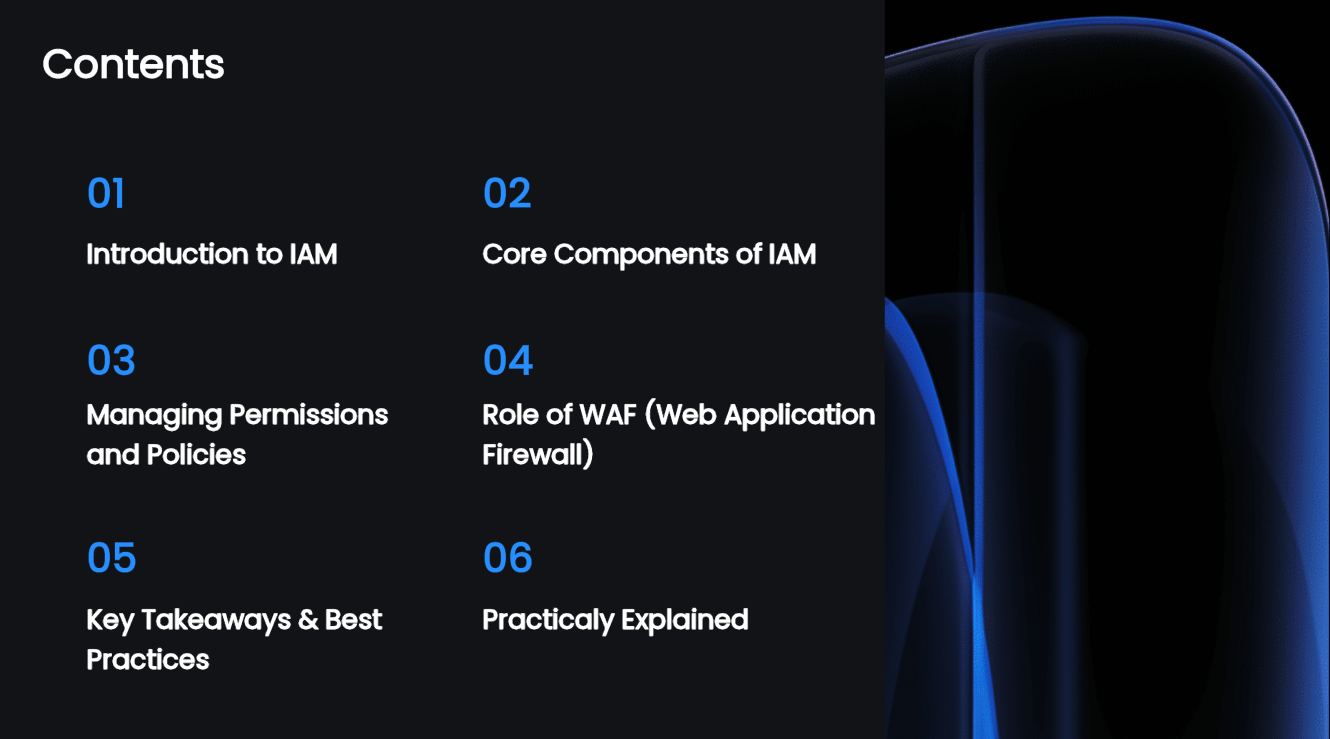 Contents
01
Introduction to IAM
02
Core Components of IAM
03
Managing Permissions
and Policies
04
Role of WAF (Web Application
Firewall)
05
Key Takeaways & Best
Practices
06
Practicaly Explained